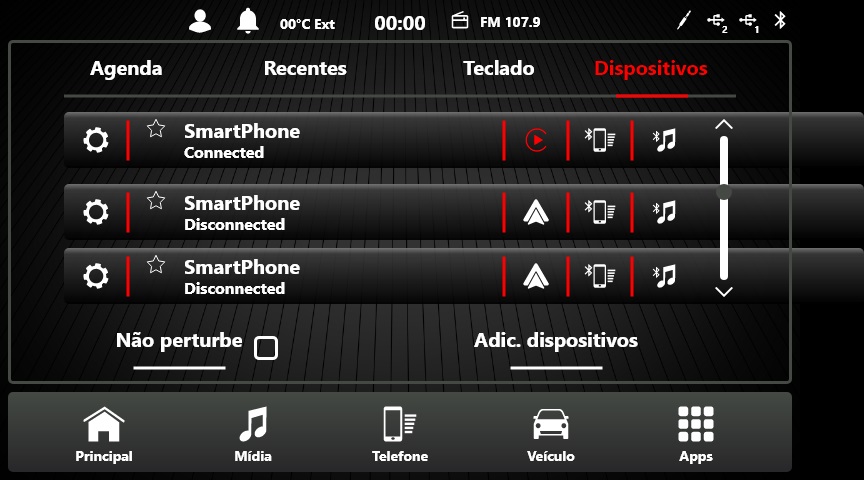 00°C Ext 00:00 FM 107.9 2 1
Agenda Recentes Teclado Dispositivos
SmartPhone
Connected
SmartPhone
Disconnected
SmartPhone
Disconnected
Não perturbe Adic. dispositivos
Principal Mídia Telefone Veículo Apps